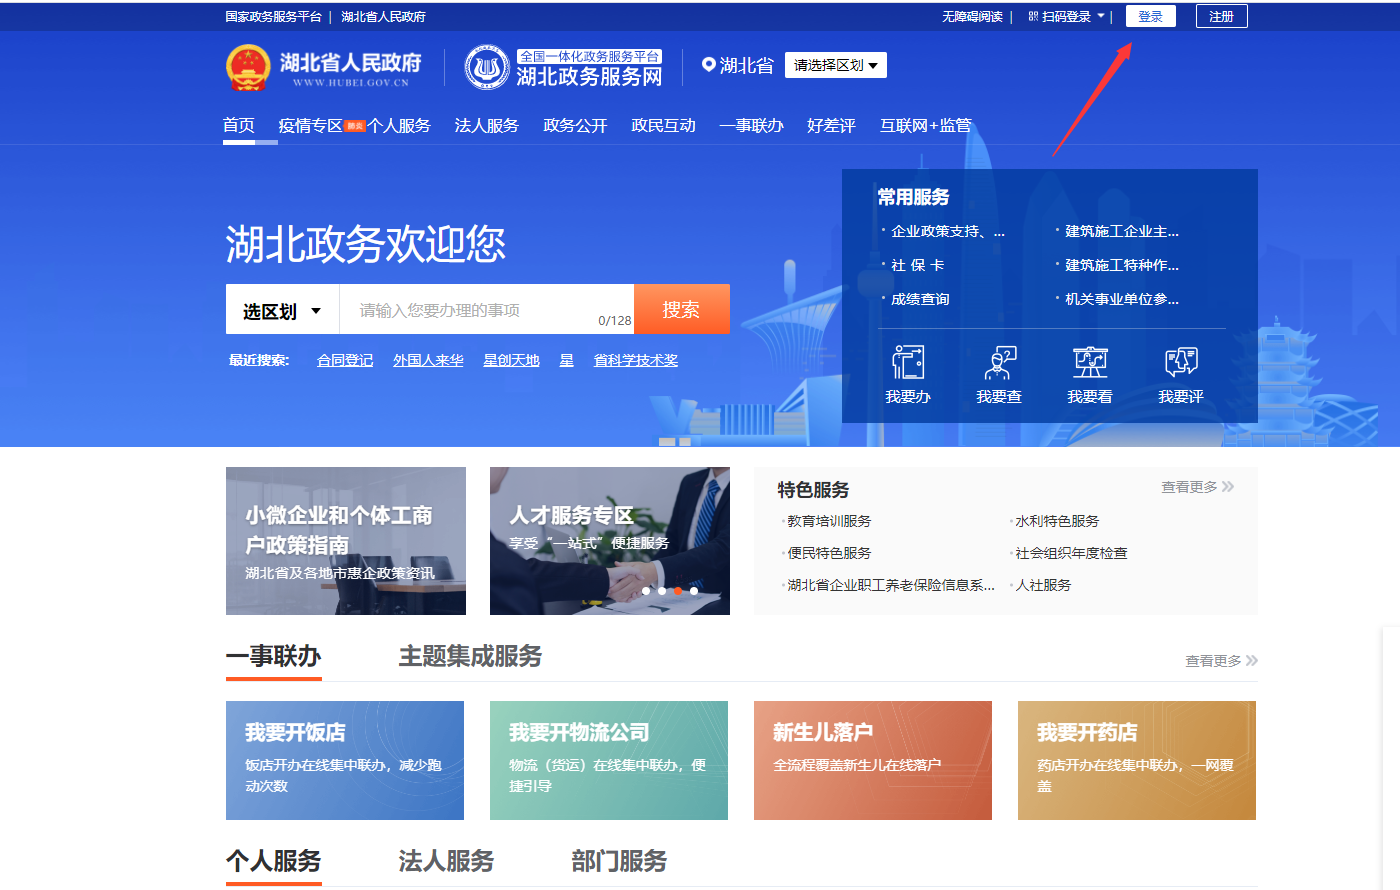 国家政务服务平台 | 湖北省人民政府
无障碍阅读 | 扫码登录 | 登录 注册
湖北省人民政府
WWW.HUBEI.GOV.CN
全国一体化政务服务平台
湖北政务服务网
湖北省 请选择区划
首页 疫情专区 肺炎 个人服务 法人服务 政务公开 政民互动 一事联办 好差评 互联网+监管
湖北政务欢迎您
选区划 请输入您要办理的事项 0/128 搜索
最近搜索: 合同登记 外国人来华 星创天地 星 省科学技术奖
常用服务
企业政策支持、... 建筑施工企业主...
社 保 卡 建筑施工特种作...
成绩查询 机关事业单位参...
我要办 我要查 我要看 我要评
小微企业和个体工商
户政策指南
湖北省及各地市惠企政策资讯
人才服务专区
享受“一站式”便捷服务
特色服务 查看更多
教育培训服务 水利特色服务
便民特色服务 社会组织年度检查
湖北省企业职工养老保险信息系... 人社服务
一事联办 主题集成服务 查看更多
我要开饭店
饭店开办在线集中联办，减少跑
动次数
我要开物流公司
物流（货运）在线集中联办，便
捷引导
新生儿落户
全流程覆盖新生儿在线落户
我要开药店
药店开办在线集中联办，一网覆
盖
个人服务 法人服务 部门服务